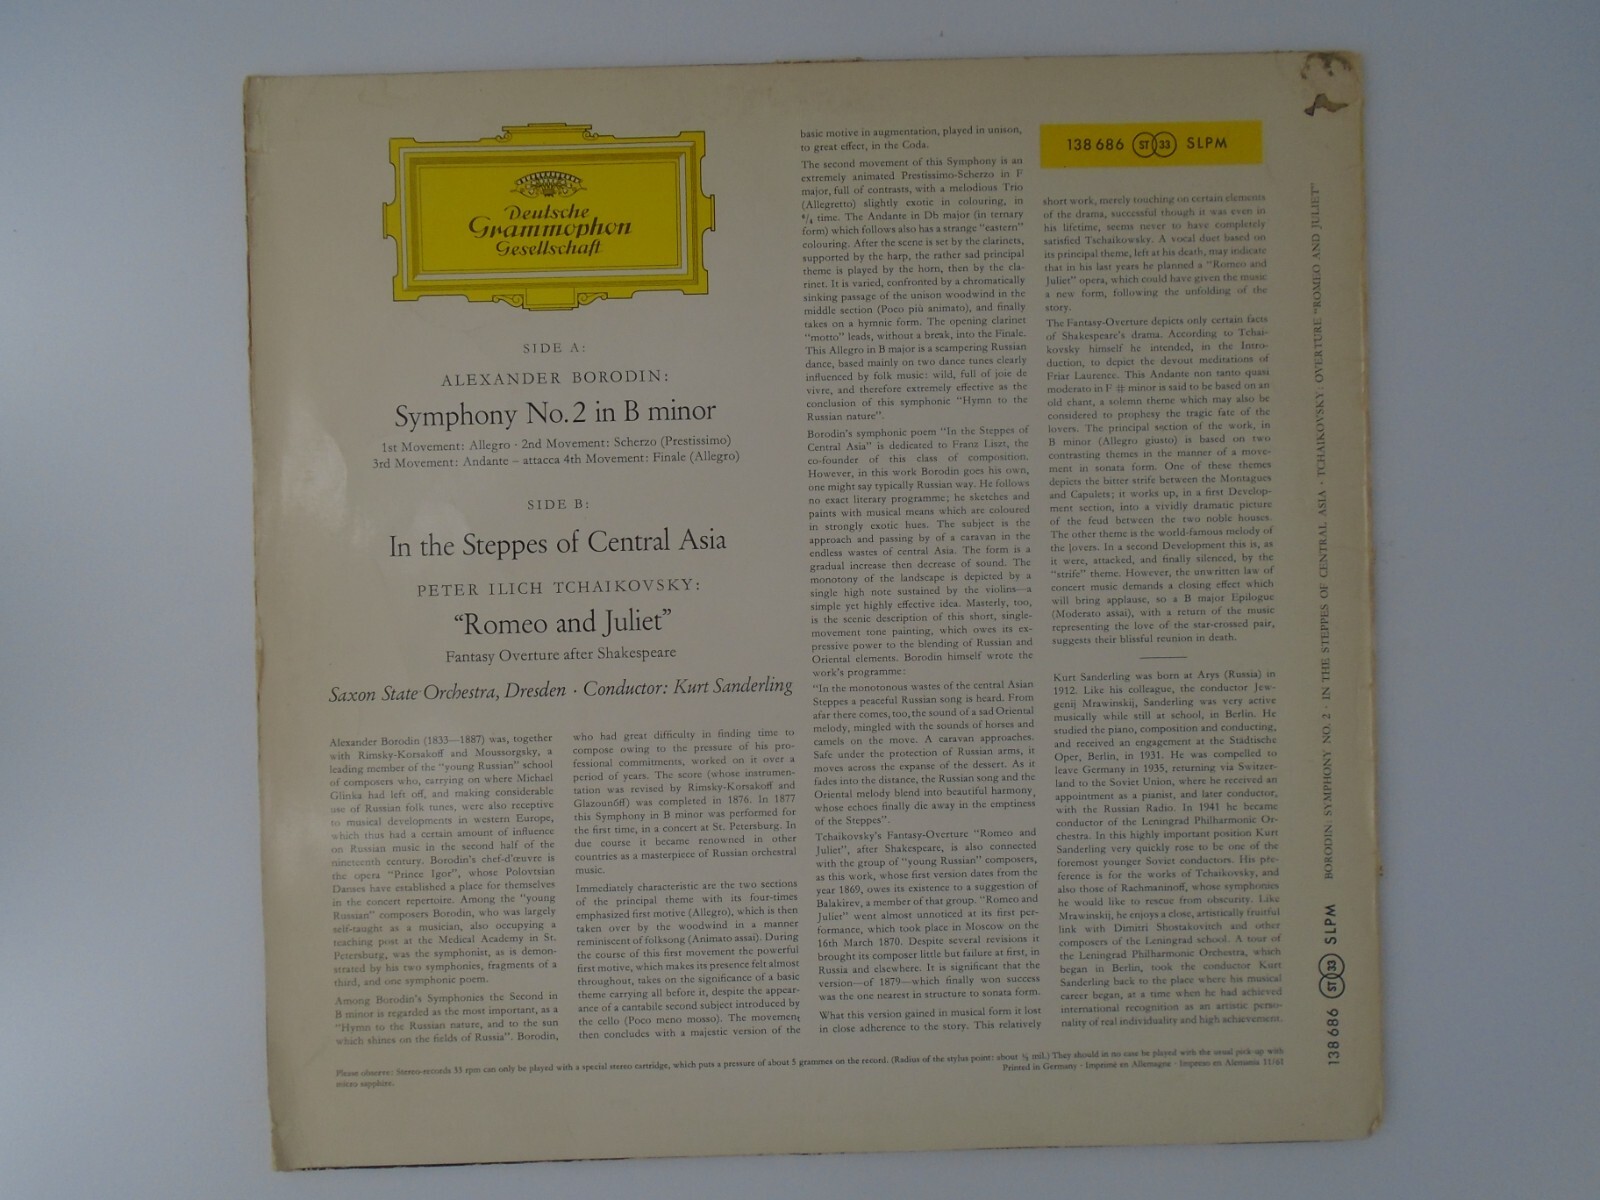 Deutsche
Grammophon
Gesellschaft
SIDE A:
ALEXANDER BORODIN:
Symphony No. 2 in B minor
1st Movement: Allegro · 2nd Movement: Scherzo (Prestissimo)
3rd Movement: Andante – attacca 4th Movement: Finale (Allegro)
SIDE B:
In the Steppes of Central Asia
PETER ILICH TCHAIKOVSKY:
“Romeo and Juliet”
Fantasy Overture after Shakespeare
Saxon State Orchestra, Dresden · Conductor: Kurt Sanderling
Alexander Borodin (1833—1887) was, together
with Rimsky-Korsakoff and Moussorgsky, a
leading member of the “young Russian” school
of composers who, carrying on where Michael
Glinka had left off, and making considerable
use of Russian folk tunes, were also receptive
to musical developments in western Europe,
which thus had a certain amount of influence
on Russian music in the second half of the
nineteenth century. Borodin's chef-d'œuvre is
the opera “Prince Igor”, whose Polovtsian
Danses have established a place for themselves
in the concert repertoire. Among the “young
Russian” composers Borodin, who was largely
self-taught as a musician, also occupying a
teaching post at the Medical Academy in St.
Petersburg, was the symphonist, as is demon-
strated by his two symphonies, fragments of a
third, and one symphonic poem.
Among Borodin's Symphonies the Second in
B minor is regarded as the most important, as a
“Hymn to the Russian nature, and to the sun
which shines on the fields of Russia”. Borodin,
who had great difficulty in finding time to
compose owing to the pressure of his pro-
fessional commitments, worked on it over a
period of years. The score (whose instrumen-
tation was revised by Rimsky-Korsakoff and
Glazounoff) was completed in 1876. In 1877
this Symphony in B minor was performed for
the first time, in a concert at St. Petersburg. In
due course it became renowned in other
countries as a masterpiece of Russian orchestral
music.
Immediately characteristic are the two sections
of the principal theme with its four-times
emphasized first motive (Allegro), which is then
taken over by the woodwind in a manner
reminiscent of folksong (Animato assai). During
the course of this first movement the powerful
first motive, which makes its presence felt almost
throughout, takes on the significance of a basic
theme carrying all before it, despite the appear-
ance of a cantabile second subject introduced by
the cello (Poco meno mosso). The movement
then concludes with a majestic version of the
basic motive in augmentation, played in unison,
to great effect, in the Coda.
The second movement of this Symphony is an
extremely animated Prestissimo-Scherzo in F
major, full of contrasts, with a melodious Trio
(Allegretto) slightly exotic in colouring, in
⁶/₄ time. The Andante in Db major (in ternary
form) which follows also has a strange “eastern”
colouring. After the scene is set by the clarinets,
supported by the harp, the rather sad principal
theme is played by the horn, then by the cla-
rinet. It is varied, confronted by a chromatically
sinking passage of the unison woodwind in the
middle section (Poco più animato), and finally
takes on a hymnic form. The opening clarinet
“motto” leads, without a break, into the Finale.
This Allegro in B major is a scampering Russian
dance, based mainly on two dance tunes clearly
influenced by folk music: wild, full of joie de
vivre, and therefore extremely effective as the
conclusion of this symphonic “Hymn to the
Russian nature”.
Borodin's symphonic poem “In the Steppes of
Central Asia” is dedicated to Franz Liszt, the
co-founder of this class of composition.
However, in this work Borodin goes his own,
one might say typically Russian way. He follows
no exact literary programme; he sketches and
paints with musical means which are coloured
in strongly exotic hues. The subject is the
approach and passing by of a caravan in the
endless wastes of central Asia. The form is a
gradual increase then decrease of sound. The
monotony of the landscape is depicted by a
single high note sustained by the violins—a
simple yet highly effective idea. Masterly, too,
is the scenic description of this short, single-
movement tone painting, which owes its ex-
pressive power to the blending of Russian and
Oriental elements. Borodin himself wrote the
work's programme:
“In the monotonous wastes of the central Asian
Steppes a peaceful Russian song is heard. From
afar there comes, too, the sound of a sad Oriental
melody, mingled with the sounds of horses and
camels on the move. A caravan approaches.
Safe under the protection of Russian arms, it
moves across the expanse of the dessert. As it
fades into the distance, the Russian song and the
Oriental melody blend into beautiful harmony,
whose echoes finally die away in the emptiness
of the Steppes”.
Tchaikovsky's Fantasy-Overture “Romeo and
Juliet”, after Shakespeare, is also connected
with the group of “young Russian” composers,
as this work, whose first version dates from the
year 1869, owes its existence to a suggestion of
Balakirev, a member of that group. “Romeo and
Juliet” went almost unnoticed at its first per-
formance, which took place in Moscow on the
16th March 1870. Despite several revisions it
brought its composer little but failure at first, in
Russia and elsewhere. It is significant that the
version—of 1879—which finally won success
was the one nearest in structure to sonata form.
What this version gained in musical form it lost
in close adherence to the story. This relatively
138 686 ST 33 SLPM
short work, merely touching on certain elements
of the drama, successful though it was even in
his lifetime, seems never to have completely
satisfied Tschaikowsky. A vocal duet based on
its principal theme, left at his death, may indicate
that in his last years he planned a “Romeo and
Juliet” opera, which could have given the music
a new form, following the unfolding of the
story.
The Fantasy-Overture depicts only certain facts
of Shakespeare's drama. According to Tchai-
kovsky himself he intended, in the Intro-
duction, to depict the devout meditations of
Friar Laurence. This Andante non tanto quasi
moderato in F ♯ minor is said to be based on an
old chant, a solemn theme which may also be
considered to prophesy the tragic fate of the
lovers. The principal section of the work, in
B minor (Allegro giusto) is based on two
contrasting themes in the manner of a move-
ment in sonata form. One of these themes
depicts the bitter strife between the Montagues
and Capulets; it works up, in a first Develop-
ment section, into a vividly dramatic picture
of the feud between the two noble houses.
The other theme is the world-famous melody of
the lovers. In a second Development this is, as
it were, attacked, and finally silenced, by the
“strife” theme. However, the unwritten law of
concert music demands a closing effect which
will bring applause, so a B major Epilogue
(Moderato assai), with a return of the music
representing the love of the star-crossed pair,
suggests their blissful reunion in death.
Kurt Sanderling was born at Arys (Russia) in
1912. Like his colleague, the conductor Jew-
genij Mrawinskij, Sanderling was very active
musically while still at school, in Berlin. He
studied the piano, composition and conducting,
and received an engagement at the Städtische
Oper, Berlin, in 1931. He was compelled to
leave Germany in 1935, returning via Switzer-
land to the Soviet Union, where he received an
appointment as a pianist, and later conductor,
with the Russian Radio. In 1941 he became
conductor of the Leningrad Philharmonic Or-
chestra. In this highly important position Kurt
Sanderling very quickly rose to be one of the
foremost younger Soviet conductors. His pre-
ference is for the works of Tchaikovsky, and
also those of Rachmaninoff, whose symphonies
he would like to rescue from obscurity. Like
Mrawinskij, he enjoys a close, artistically fruitful
link with Dimitri Shostakovitch and other
composers of the Leningrad school. A tour of
the Leningrad Philharmonic Orchestra, which
began in Berlin, took the conductor Kurt
Sanderling back to the place where his musical
career began, at a time when he had achieved
international recognition as an artistic perso-
nality of real individuality and high achievement.
Please observe: Stereo-records 33 rpm can only be played with a special stereo cartridge, which puts a pressure of about 5 grammes on the record. (Radius of the stylus point: about ½ mil.) They should in no case be played with the usual pick-up with
micro sapphire.
Printed in Germany · Imprimé en Allemagne · Impreso en Alemania 11/61
138 686 ST 33 SLPM BORODIN: SYMPHONY NO. 2 · IN THE STEPPES OF CENTRAL ASIA · TCHAIKOVSKY: OVERTURE “ROMEO AND JULIET”